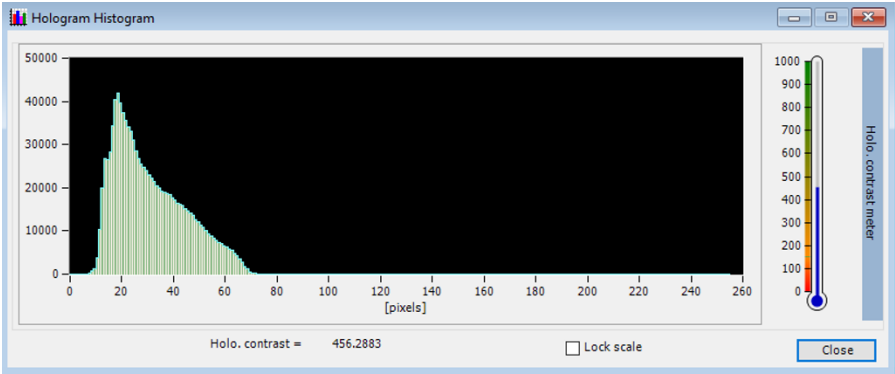 Hologram Histogram
50000
40000
30000
20000
10000
0
0 20 40 60 80 100 120 140 160 180 200 220 240 260
[pixels]
1000
900
800
700
600
500
400
300
200
100
0
Holo. contrast meter
Holo. contrast = 456.2883
Lock scale
Close